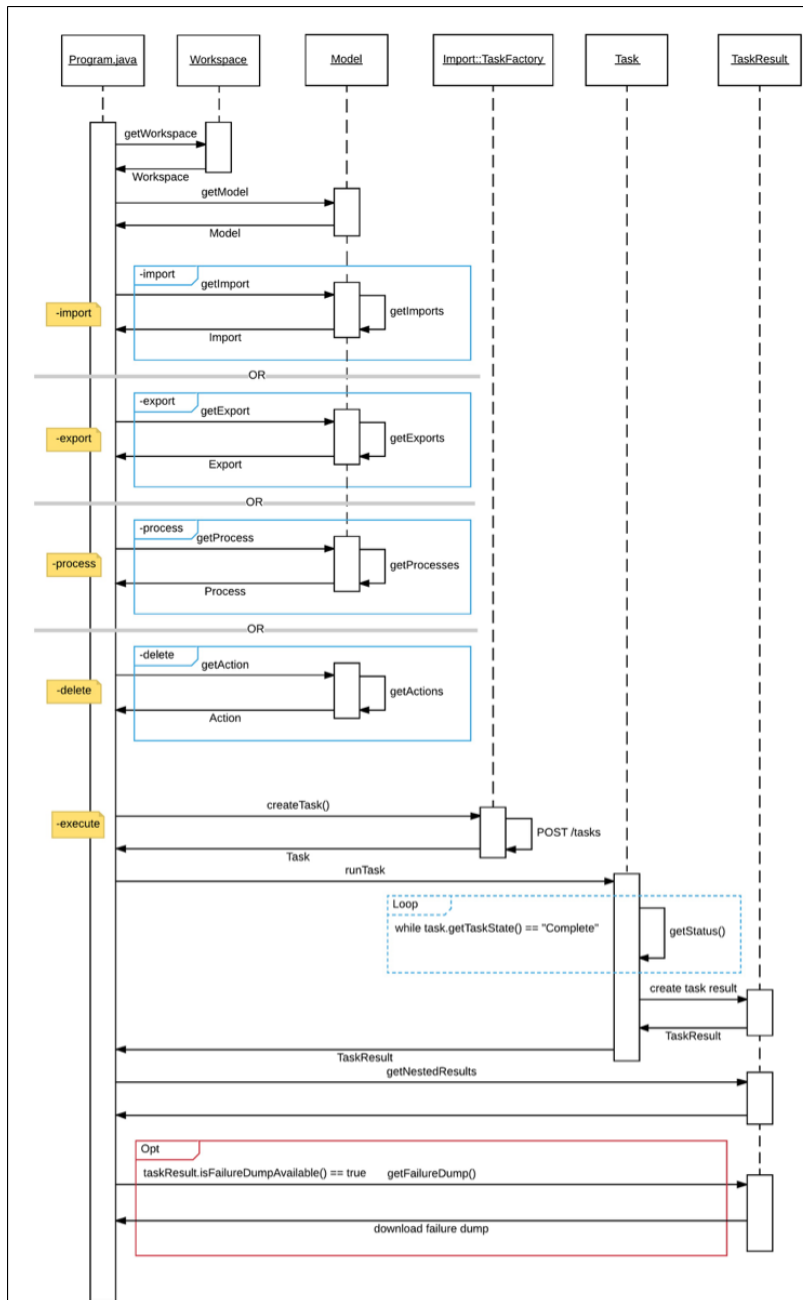 Program.java
Workspace
Model
Import::TaskFactory
Task
TaskResult
getWorkspace
Workspace
getModel
Model
-import
getImport
-import
getImports
Import
OR
-export
getExport
-export
getExports
Export
OR
-process
getProcess
-process
getProcesses
Process
OR
-delete
getAction
-delete
getActions
Action
createTask()
-execute
POST /tasks
Task
runTask
Loop
while task.getTaskState() == "Complete"
getStatus()
create task result
TaskResult
TaskResult
getNestedResults
Opt
taskResult.isFailureDumpAvailable() == true getFailureDump()
download failure dump